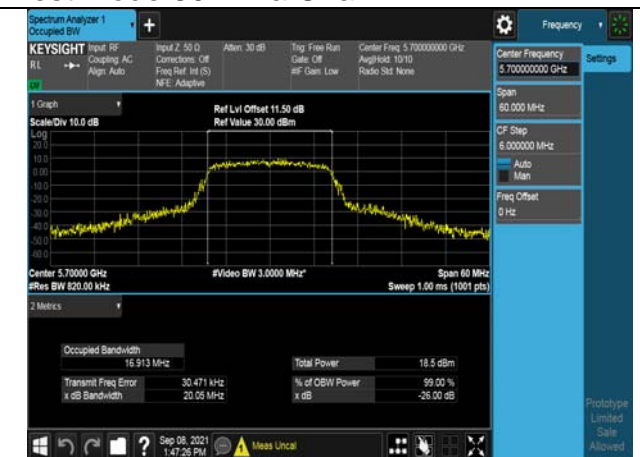 Spectrum Analyzer 1
Occupied BW
Frequency
KEYSIGHT
RL
Input: RF
Coupling: AC
Align: Auto
Input Z: 50 Ω
Corrections: Off
Freq Ref: Int (S)
NFE: Adaptive
Atten: 30 dB
Trig: Free Run
Gate: Off
#IF Gain: Low
Center Freq: 5.700000000 GHz
Avg|Hold: 10/10
Radio Std: None
Center Frequency
5.700000000 GHz
Settings
Span
60.000 MHz
CF Step
6.000000 MHz
Auto
Man
Freq Offset
0 Hz
1 Graph
Scale/Div 10.0 dB
Ref Lvl Offset 11.50 dB
Ref Value 30.00 dBm
Log
20.0
10.0
0.00
-10.0
-20.0
-30.0
-40.0
-50.0
-60.0
Center 5.70000 GHz
#Video BW 3.0000 MHz*
Span 60 MHz
#Res BW 820.00 kHz
Sweep 1.00 ms (1001 pts)
2 Metrics
Occupied Bandwidth
16.913 MHz
Total Power
18.5 dBm
Transmit Freq Error
30.471 kHz
% of OBW Power
99.00 %
x dB Bandwidth
20.05 MHz
x dB
-26.00 dB
Prototype
Limited
Sale
Allowed
?
Sep 08, 2021
1:47:26 PM
Meas Uncal